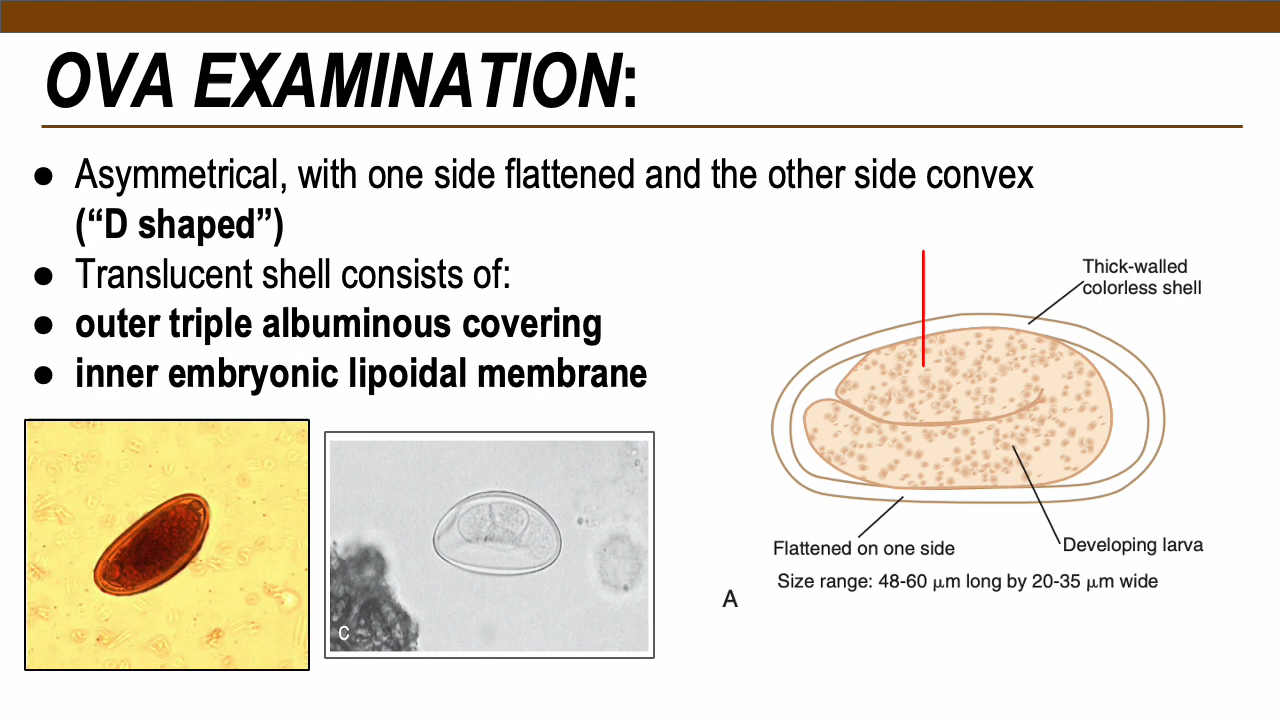 OVA EXAMINATION:
● Asymmetrical, with one side flattened and the other side convex
(“D shaped”)
● Translucent shell consists of:
● outer triple albuminous covering
● inner embryonic lipoidal membrane
Thick-walled
colorless shell
Flattened on one side
Developing larva
Size range: 48-60 μm long by 20-35 μm wide
A
C